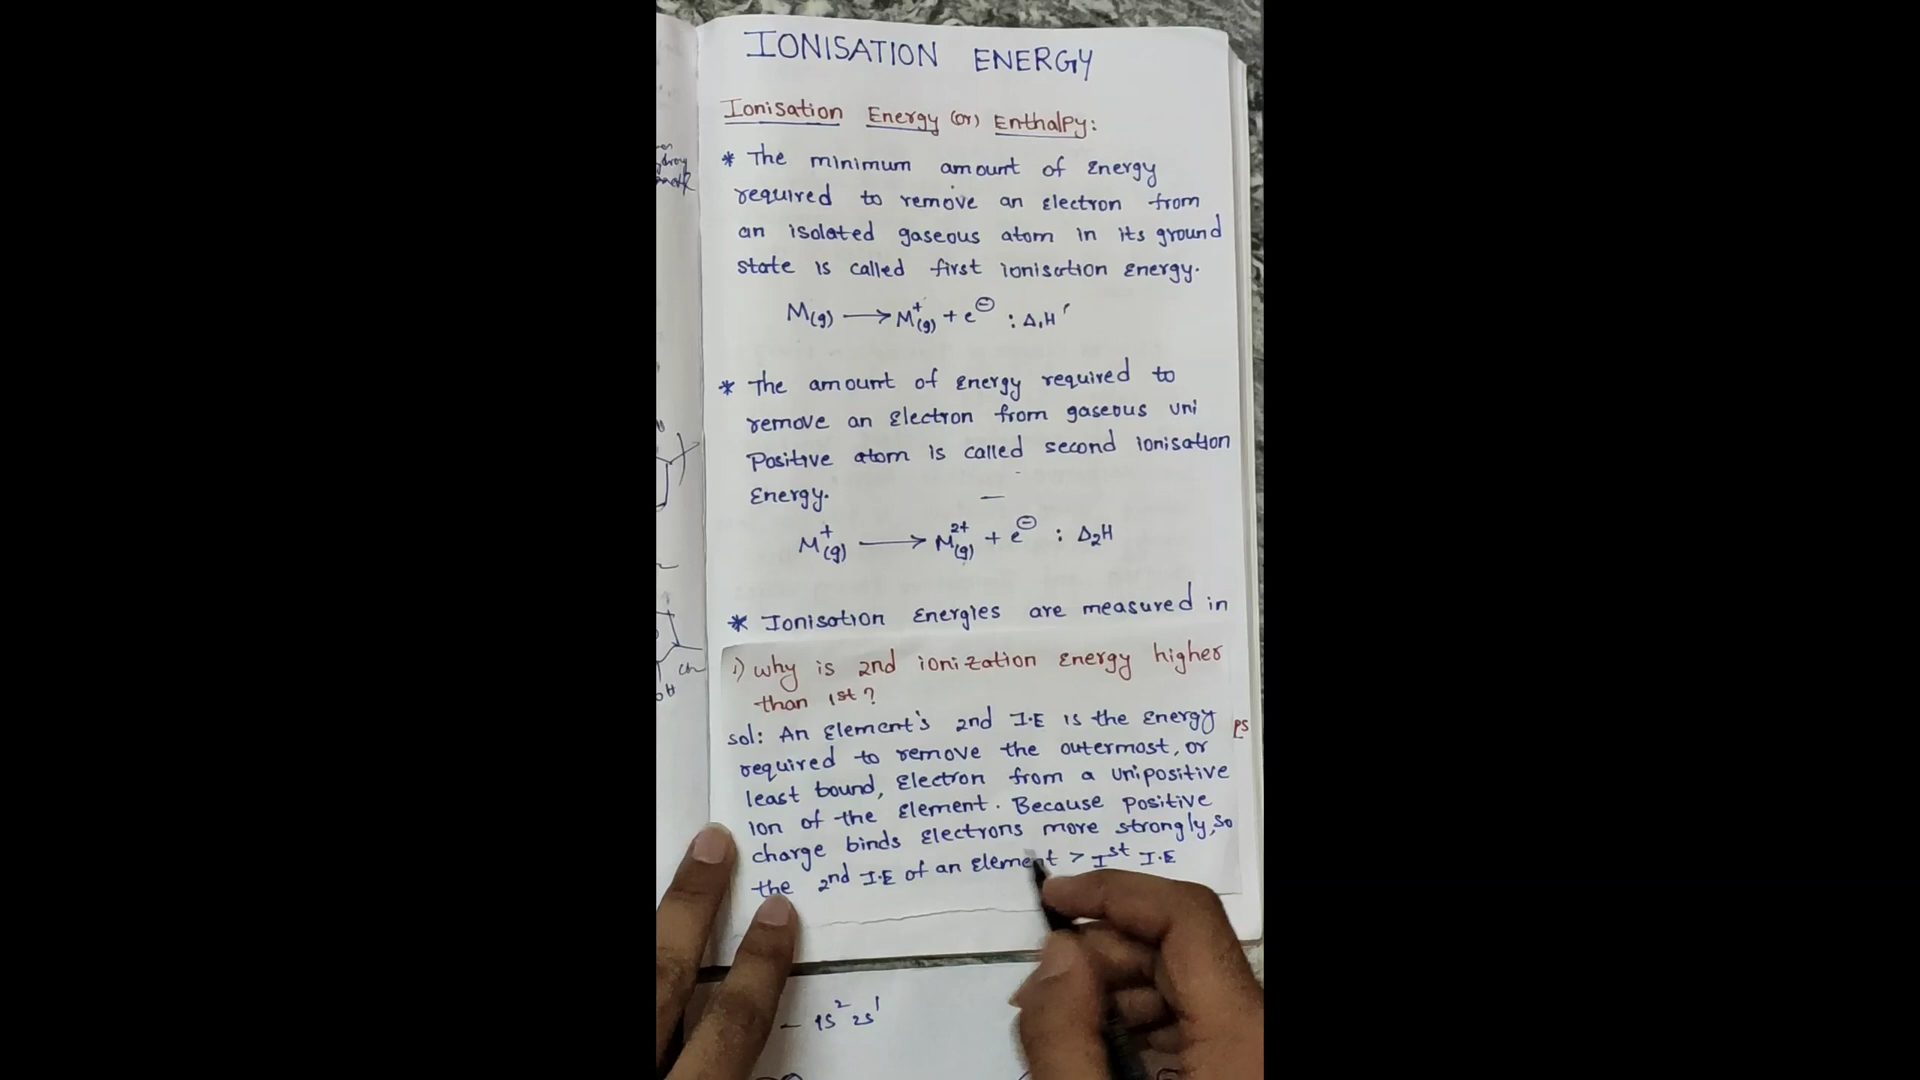 IONISATION ENERGY
Ionisation Energy (or) Enthalpy:
* The minimum amount of Energy
required to remove an electron from
an isolated gaseous atom in its ground
state is called first ionisation energy.
M(g) ⟶ M⁺(g) + e⊖ : Δ₁H
* The amount of energy required to
remove an electron from gaseous uni
positive atom is called second ionisation
Energy.
M⁺(g) ⟶ M²⁺(g) + e⊖ : Δ₂H
* Ionisation energies are measured in
1) Why is 2nd ionization energy higher
than 1st?
Sol: An element's 2nd I.E is the energy
required to remove the outermost, or
least bound, electron from a unipositive
ion of the element. Because positive
charge binds electrons more strongly, so
the 2nd I.E of an element > Ist I.E
– 1s² 2s¹